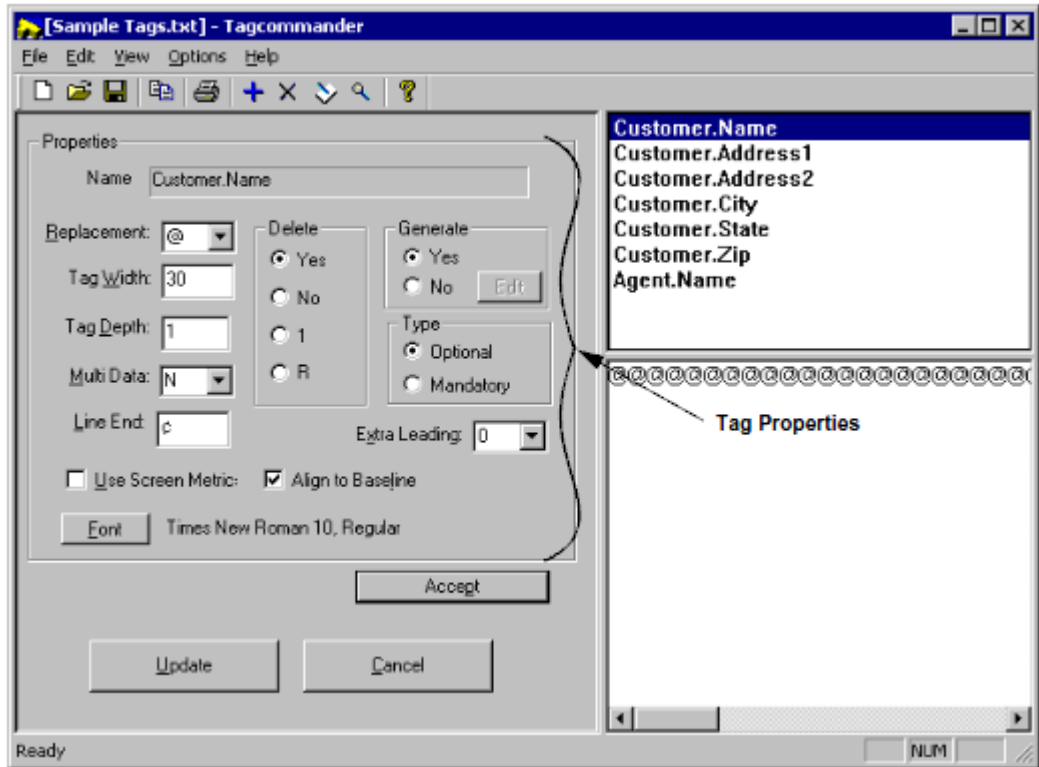 [Sample Tags.txt] - Tagcommander
File Edit View Options Help
Properties
Name Customer.Name
Replacement: @
Tag Width: 30
Tag Depth: 1
Multi Data: N
Line End: ¢
Delete
Yes
No
1
R
Generate
Yes
No Edt
Type
Optional
Mandatory
Extra Leading: 0
Use Screen Metric:
Align to Baseline
Font Times New Roman 10, Regular
Accept
Update Cancel
Customer.Name
Customer.Address1
Customer.Address2
Customer.City
Customer.State
Customer.Zip
Agent.Name
@@@@@@@@@@@@@@@@@@@@@@(
Tag Properties
Ready NUM